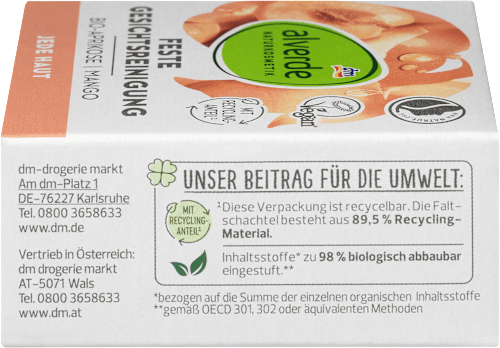 JEDE HAUT
BIO-APRIKOSE | MANGO
FESTE
GESICHTSREINIGUNG
alverde
NATURKOSMETIK
dm
MIT
RECYCLING-
ANTEIL¹
Vegan
dm-drogerie markt
Am dm-Platz 1
DE-76227 Karlsruhe
Tel. 0800 3658633
www.dm.de
Vertrieb in Österreich:
dm drogerie markt
AT-5071 Wals
Tel. 0800 3658633
www.dm.at
UNSER BEITRAG FÜR DIE UMWELT:
MIT
RECYCLING-
ANTEIL¹
¹Diese Verpackung ist recycelbar. Die Falt-
schachtel besteht aus 89,5 % Recycling-
Material.
Inhaltsstoffe* zu 98 % biologisch abbaubar
eingestuft.**
*bezogen auf die Summe der einzelnen organischen Inhaltsstoffe
**gemäß OECD 301, 302 oder äquivalenten Methoden